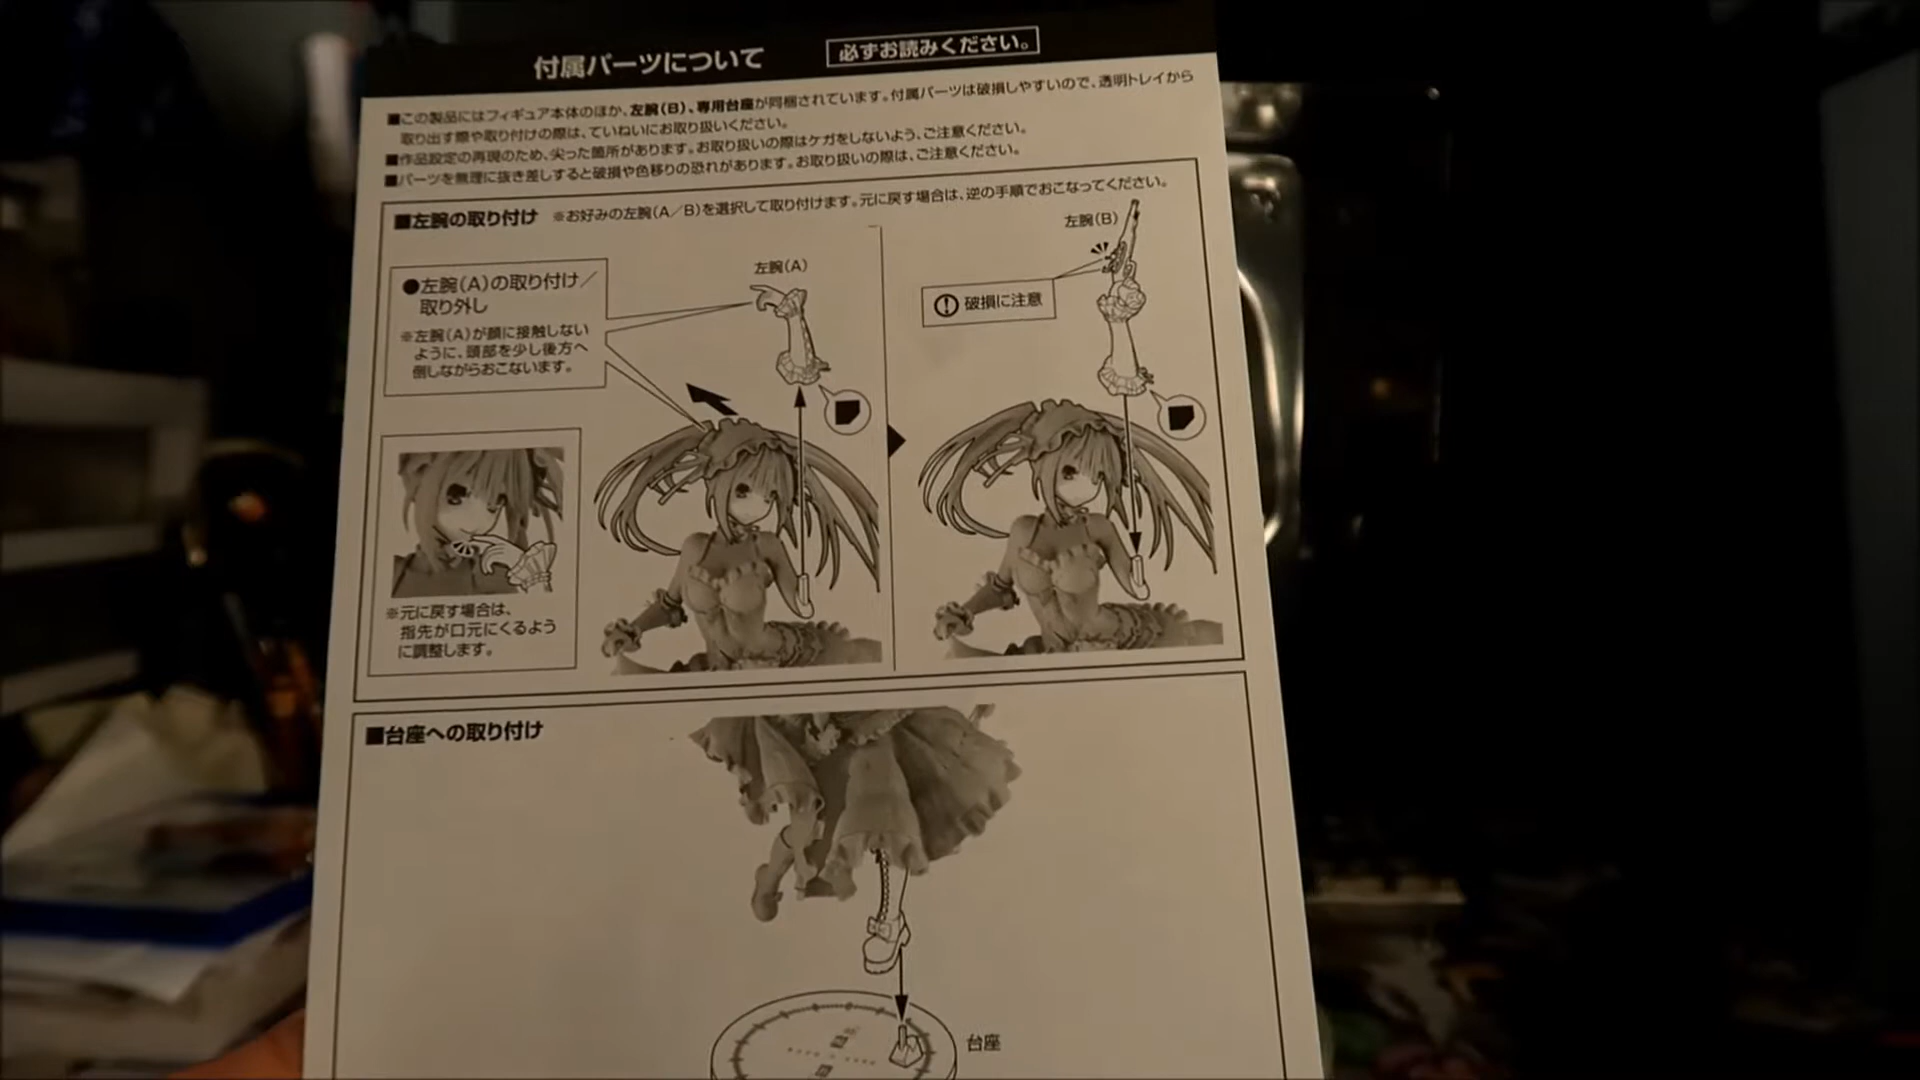 付属パーツについて
必ずお読みください。
■この製品にはフィギュア本体のほか、左腕(B)、専用台座が同梱されています。付属パーツは破損しやすいので、透明トレイから
取り出す際や取り付けの際は、ていねいにお取り扱いください。
■作品設定の再現のため、尖った箇所があります。お取り扱いの際はケガをしないよう、ご注意ください。
■パーツを無理に抜き差しすると破損や色移りの恐れがあります。お取り扱いの際は、ご注意ください。
■左腕の取り付け ※お好みの左腕(A/B)を選択して取り付けます。元に戻す場合は、逆の手順でおこなってください。
●左腕(A)の取り付け/
取り外し
※左腕(A)が顔に接触しない
ように、頭部を少し後方へ
倒しながらおこないます。
左腕(A)
左腕(B)
破損に注意
※元に戻す場合は、
指先が口元にくるよう
に調整します。
■台座への取り付け
台座